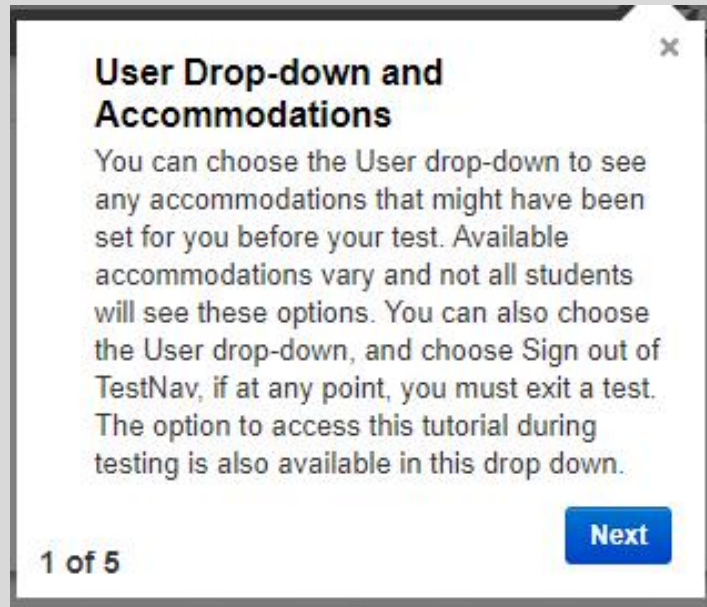 User Drop-down and
Accommodations
You can choose the User drop-down to see
any accommodations that might have been
set for you before your test. Available
accommodations vary and not all students
will see these options. You can also choose
the User drop-down, and choose Sign out of
TestNav, if at any point, you must exit a test.
The option to access this tutorial during
testing is also available in this drop down.
Next
1 of 5